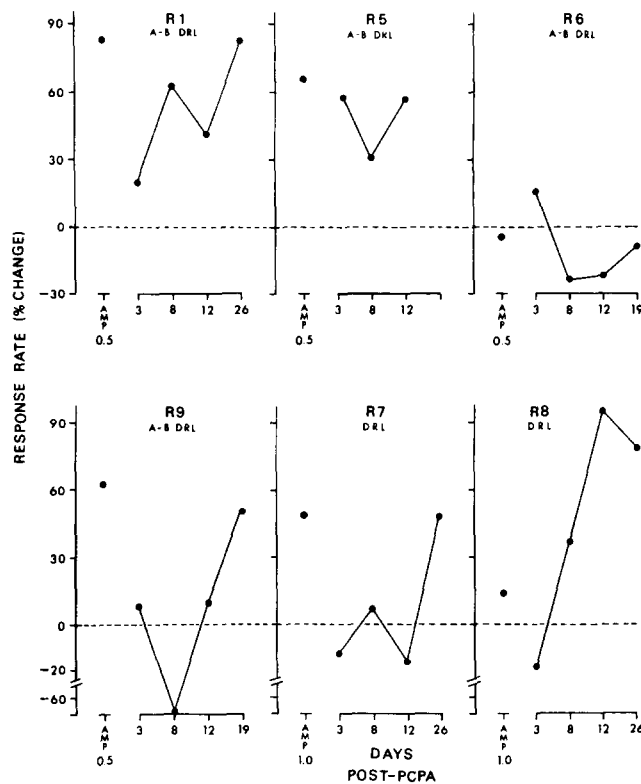 R1 R5 R6
A-B DRL A-B DKL A-B DRL
90
60
30
0
-30
3 8 12 26 3 8 12 3 8 12 19
AMP AMP AMP
0.5 0.5 0.5
RESPONSE RATE (% CHANGE)
R9 R7 R8
A-B DRL DRL DRL
90
60
30
0
-20
-60
3 8 12 19 3 8 12 26 3 8 12 26
AMP AMP AMP
0.5 1.0 1.0
DAYS
POST-PCPA